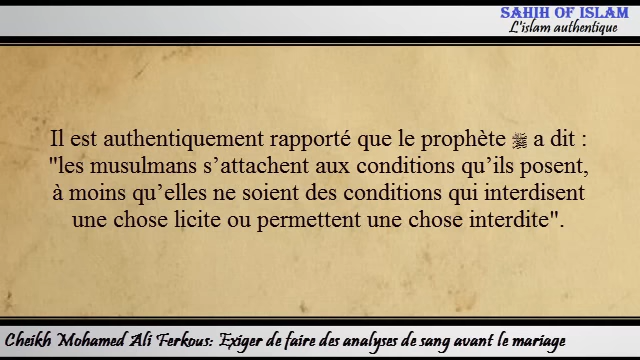 SAHIH OF ISLAM
L'islam authentique
Il est authentiquement rapporté que le prophète ﷺ a dit :
"les musulmans s’attachent aux conditions qu’ils posent,
à moins qu’elles ne soient des conditions qui interdisent
une chose licite ou permettent une chose interdite".
Cheikh Mohamed Ali Ferkous: Exiger de faire des analyses de sang avant le mariage